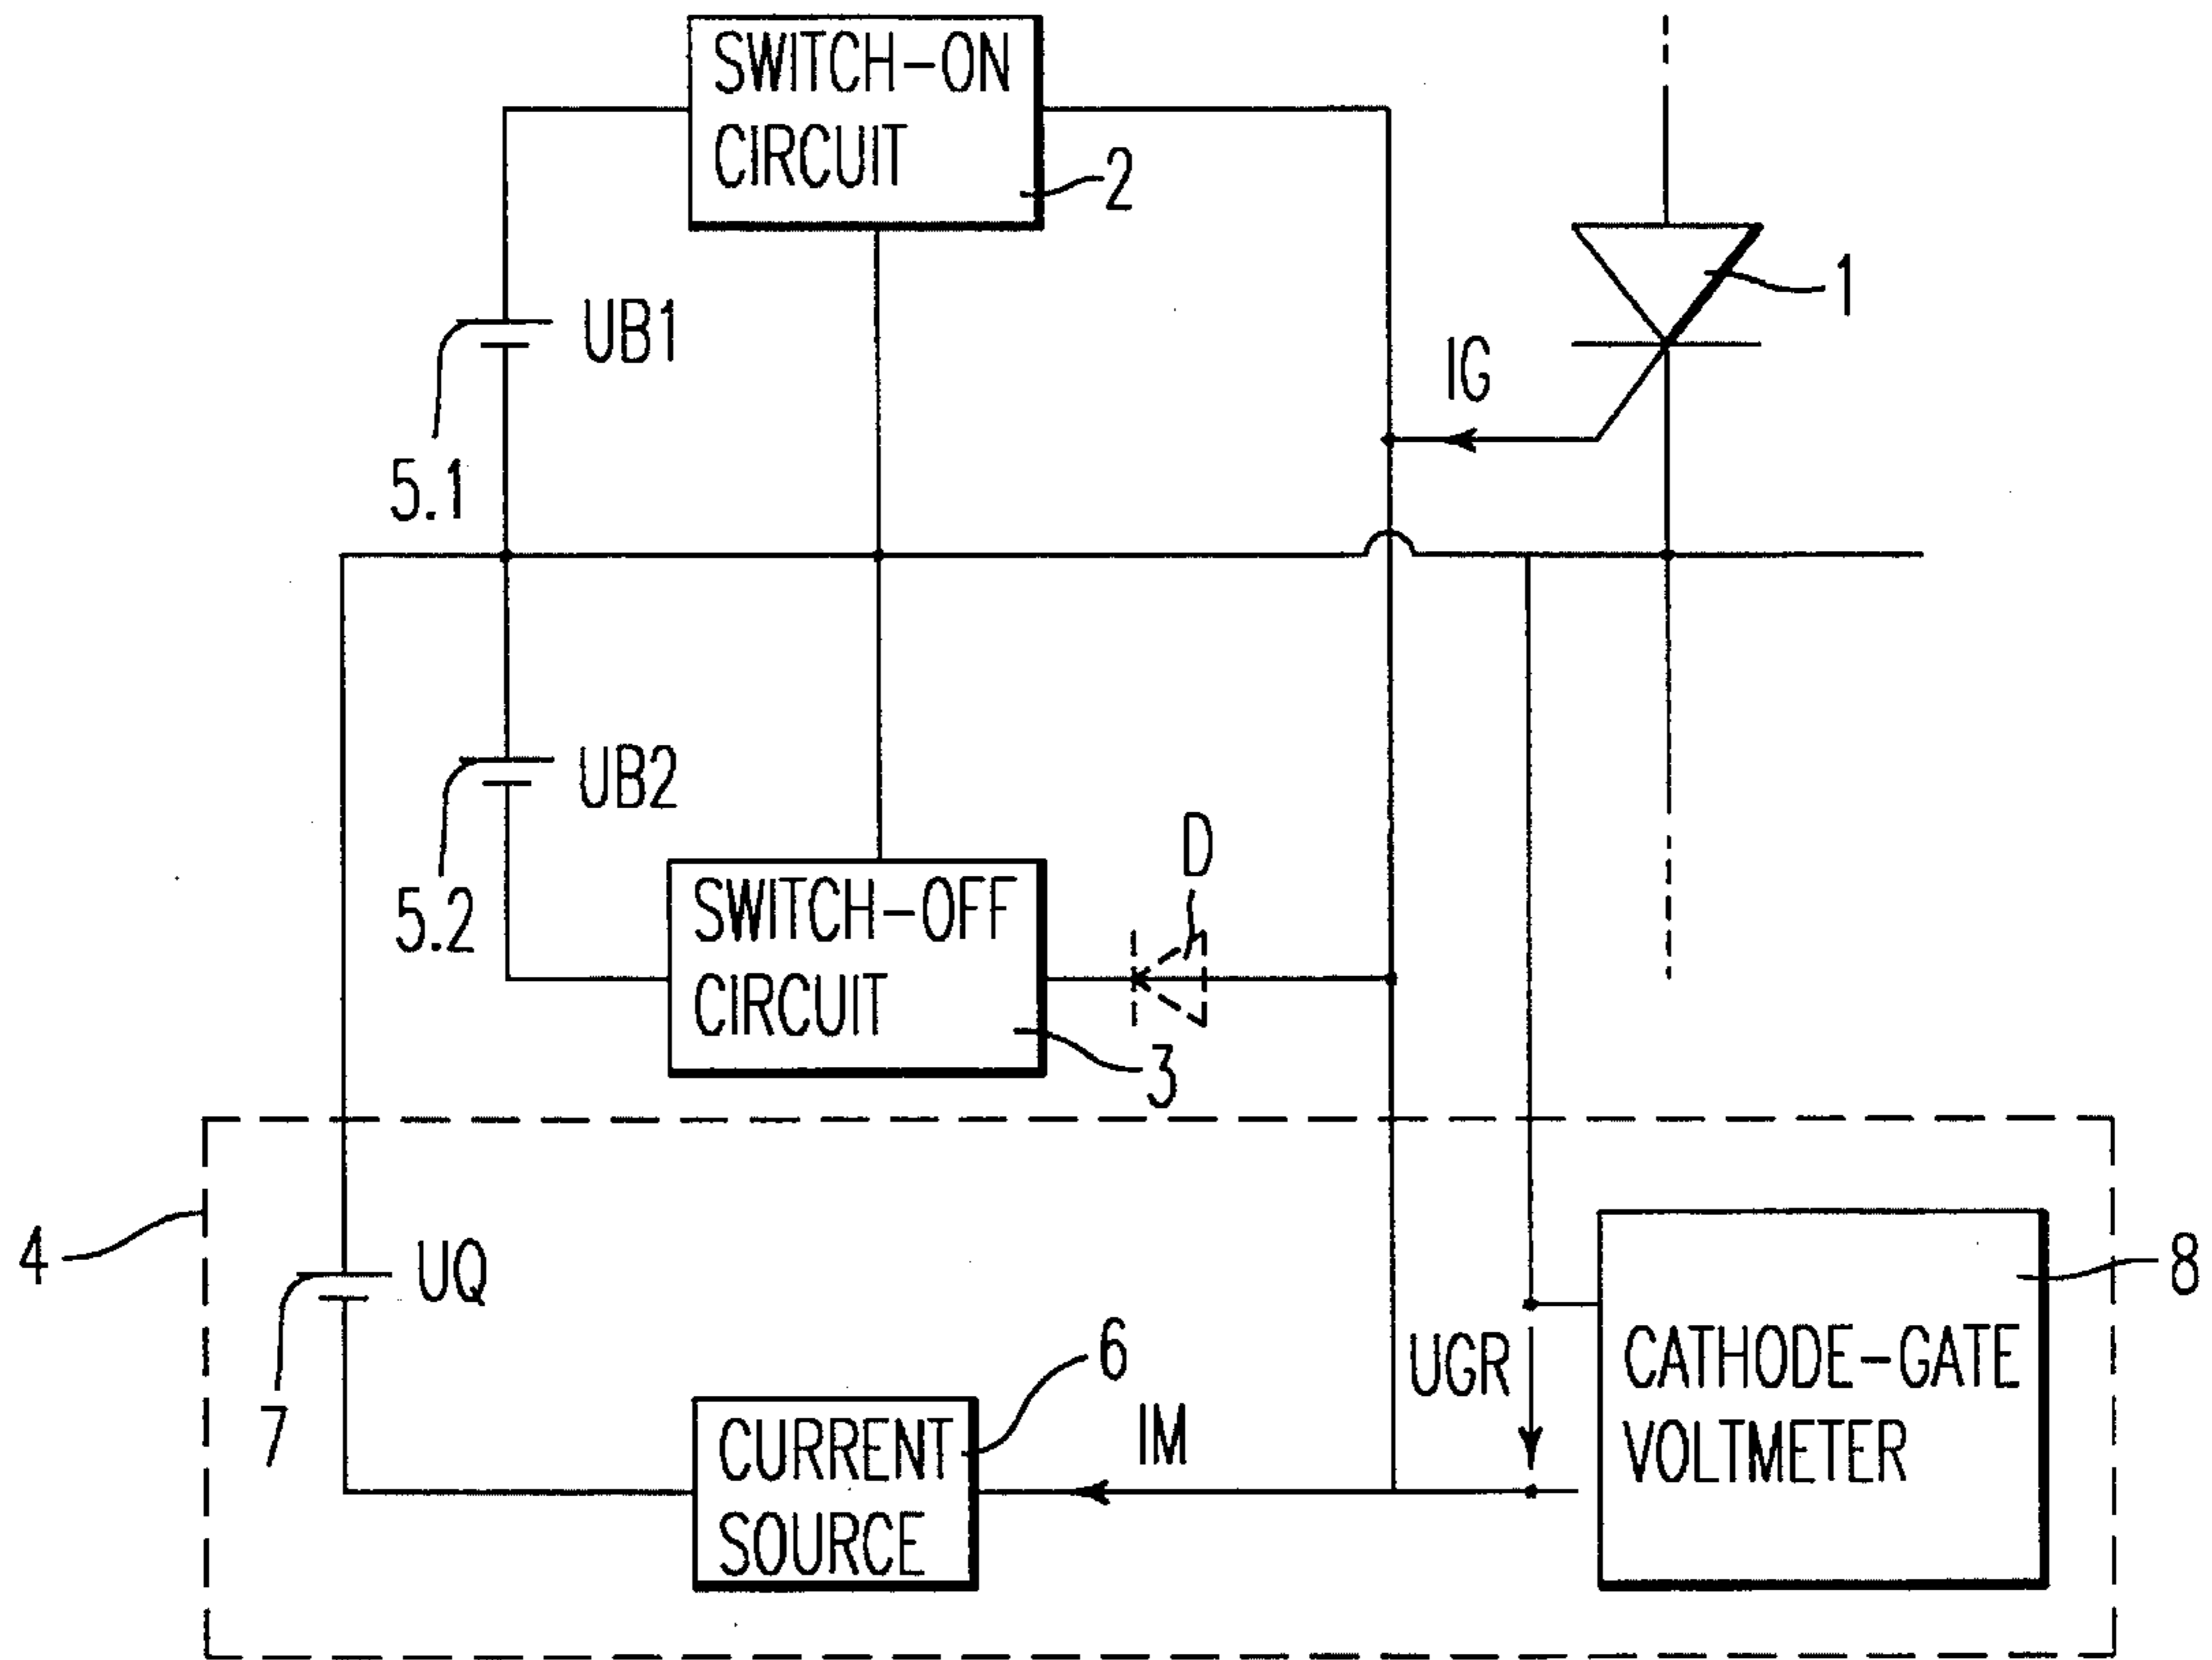 SWITCH-ON
CIRCUIT
2
1
UB1
IG
5.1
UB2
D
5.2
SWITCH-OFF
CIRCUIT
3
4
8
UQ
6
UGR
CATHODE-GATE
VOLTMETER
7
CURRENT
SOURCE
IM